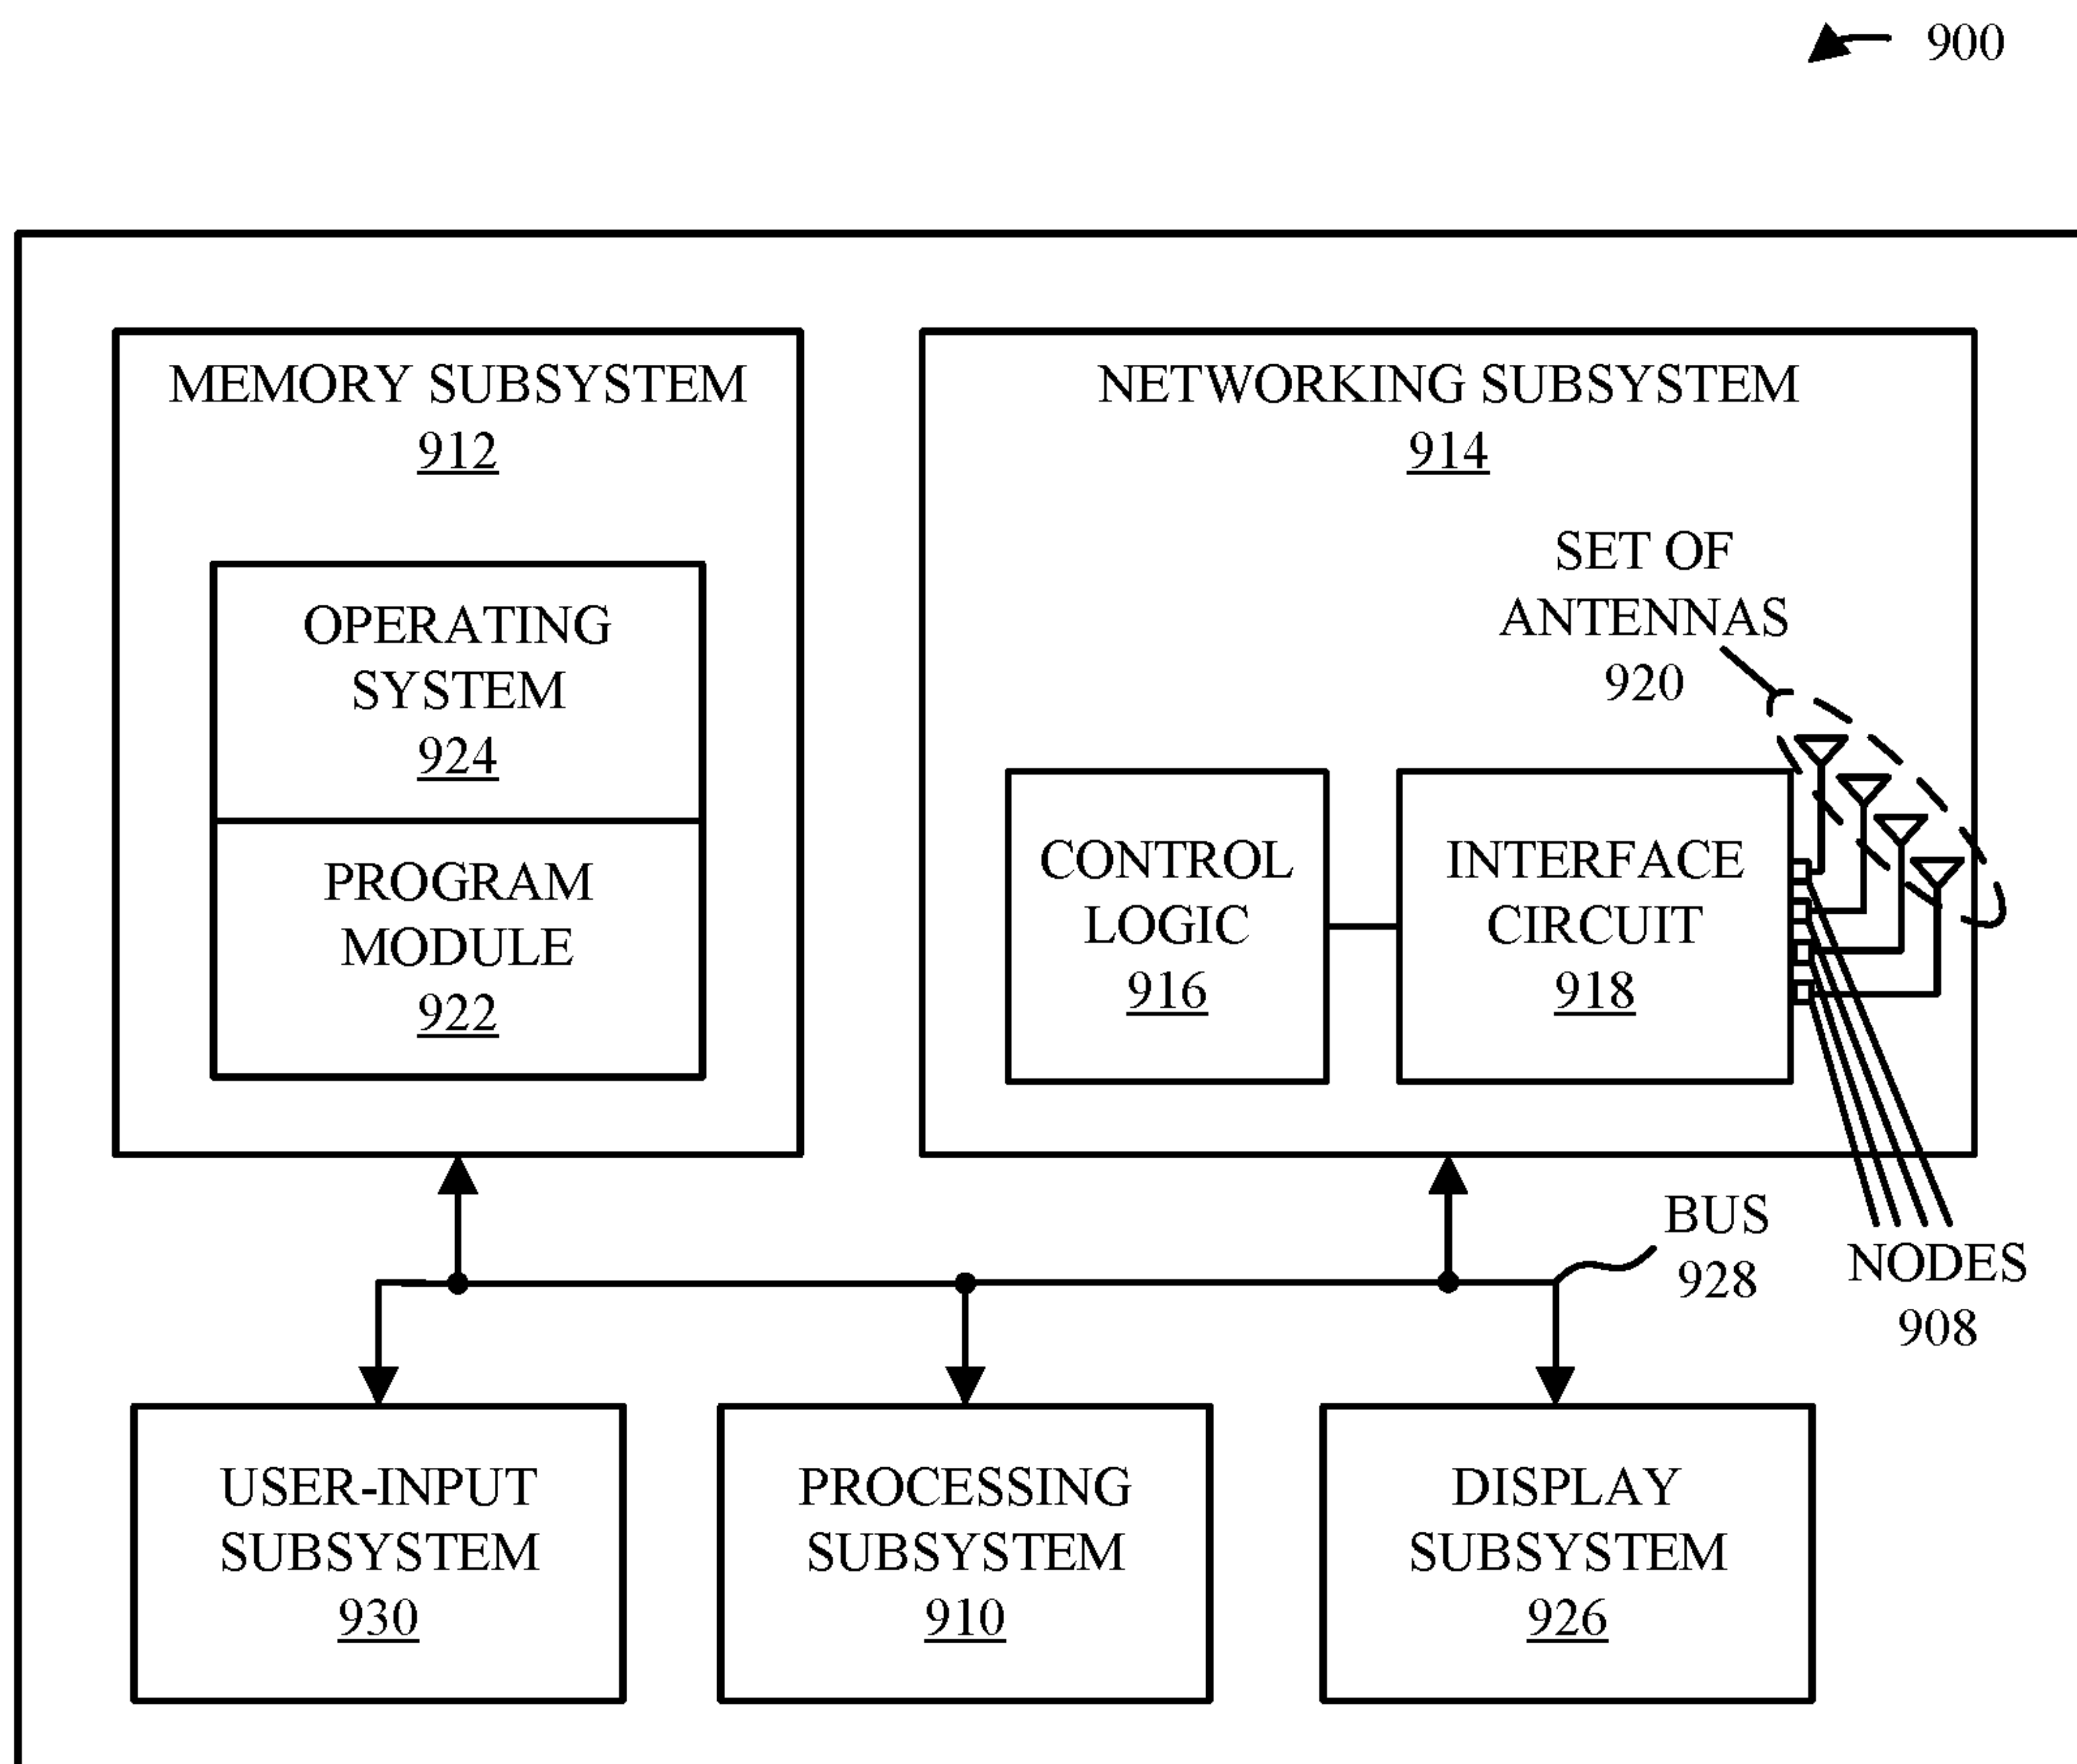 900
MEMORY SUBSYSTEM
912
OPERATING
SYSTEM
924
PROGRAM
MODULE
922
NETWORKING SUBSYSTEM
914
SET OF
ANTENNAS
920
CONTROL
LOGIC
916
INTERFACE
CIRCUIT
918
BUS
928
NODES
908
USER-INPUT
SUBSYSTEM
930
PROCESSING
SUBSYSTEM
910
DISPLAY
SUBSYSTEM
926